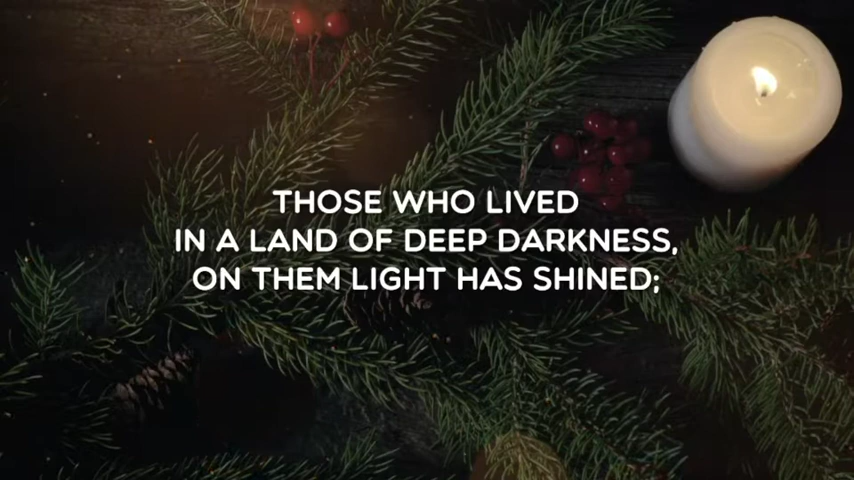 THOSE WHO LIVED
IN A LAND OF DEEP DARKNESS,
ON THEM LIGHT HAS SHINED;